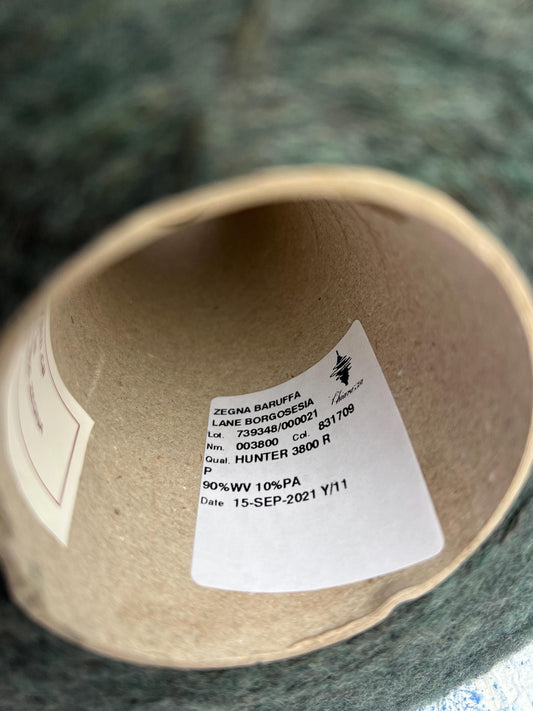 ZEGNA BARUFFA
LANE BORGOSESIA
Lot. 739348/000021
Nm. 003800 Col. 831709
Qual. HUNTER 3800 R
P
90%WV 10%PA
Date 15-SEP-2021 Y/11